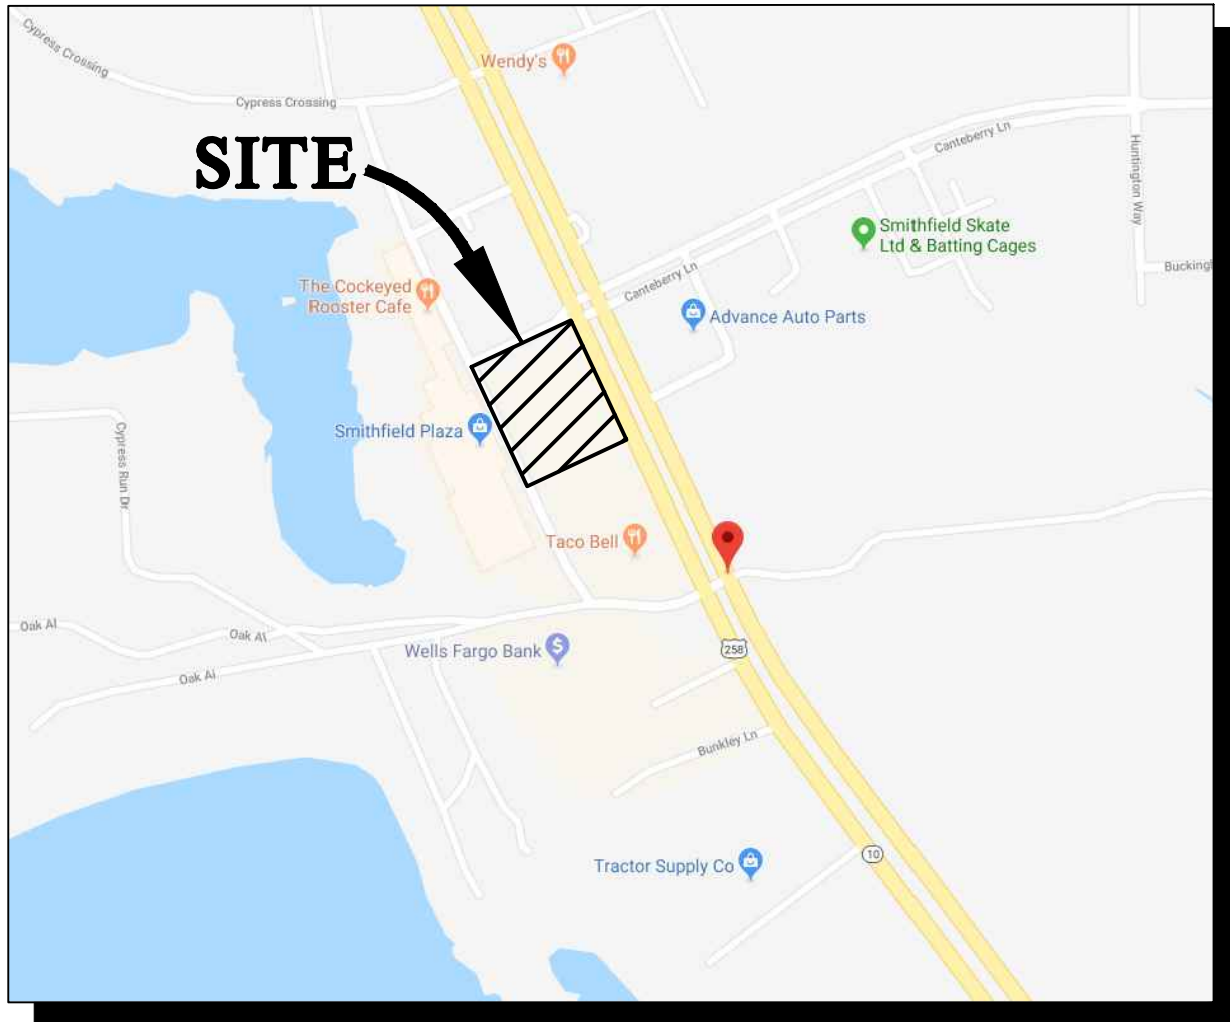 Cypress Crossing
Wendy's
Cypress Crossing
Canteberry Ln
Huntington Way
SITE
Smithfield Skate
Ltd & Batting Cages
Buckingh
The Cockeyed
Rooster Cafe
Canteberry Ln
Advance Auto Parts
Smithfield Plaza
Cypress Run Dr
Taco Bell
Oak Al
Oak Al
Wells Fargo Bank
258
Oak Al
Bunkley Ln
Tractor Supply Co
10